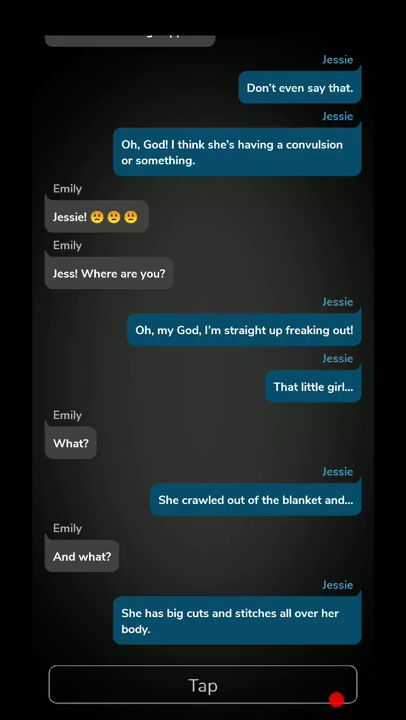 Jessie
Don't even say that.
Jessie
Oh, God! I think she's having a convulsion
or something.
Emily
Jessie! 🙁 🙁 🙁
Emily
Jess! Where are you?
Jessie
Oh, my God, I'm straight up freaking out!
Jessie
That little girl...
Emily
What?
Jessie
She crawled out of the blanket and...
Emily
And what?
Jessie
She has big cuts and stitches all over her
body.
Tap